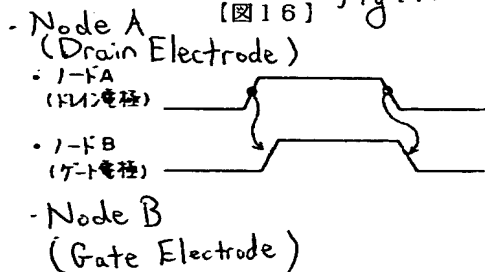 【図16】
- Node A
(Drain Electrode)
・ノードA
(ドレイン電極)
・ノードB
(ゲート電極)
- Node B
(Gate Electrode)